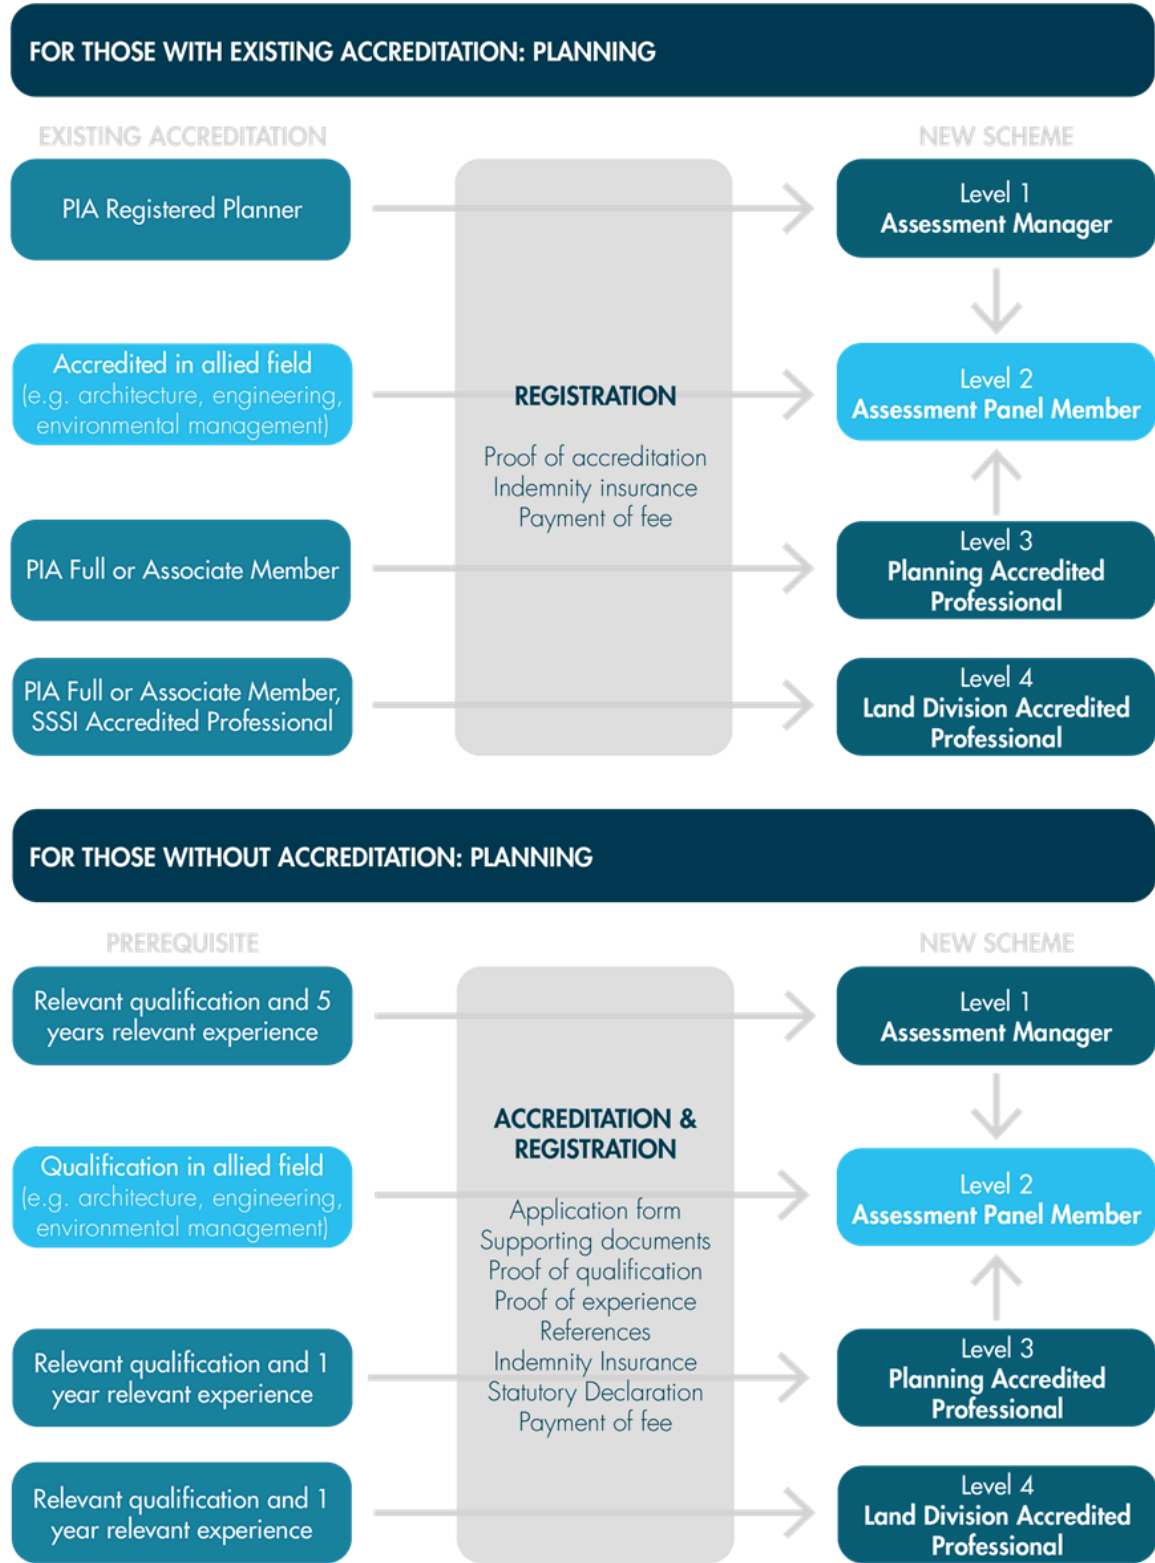 FOR THOSE WITH EXISTING ACCREDITATION: PLANNING
EXISTING ACCREDITATION
NEW SCHEME
PIA Registered Planner
Level 1
Assessment Manager
Accredited in allied field
(e.g. architecture, engineering,
environmental management)
REGISTRATION
Proof of accreditation
Indemnity insurance
Payment of fee
Level 2
Assessment Panel Member
PIA Full or Associate Member
Level 3
Planning Accredited
Professional
PIA Full or Associate Member,
SSSI Accredited Professional
Level 4
Land Division Accredited
Professional
FOR THOSE WITHOUT ACCREDITATION: PLANNING
PREREQUISITE
NEW SCHEME
Relevant qualification and 5
years relevant experience
Level 1
Assessment Manager
Qualification in allied field
(e.g. architecture, engineering,
environmental management)
ACCREDITATION &
REGISTRATION
Application form
Supporting documents
Proof of qualification
Proof of experience
References
Indemnity Insurance
Statutory Declaration
Payment of fee
Level 2
Assessment Panel Member
Relevant qualification and 1
year relevant experience
Level 3
Planning Accredited
Professional
Relevant qualification and 1
year relevant experience
Level 4
Land Division Accredited
Professional